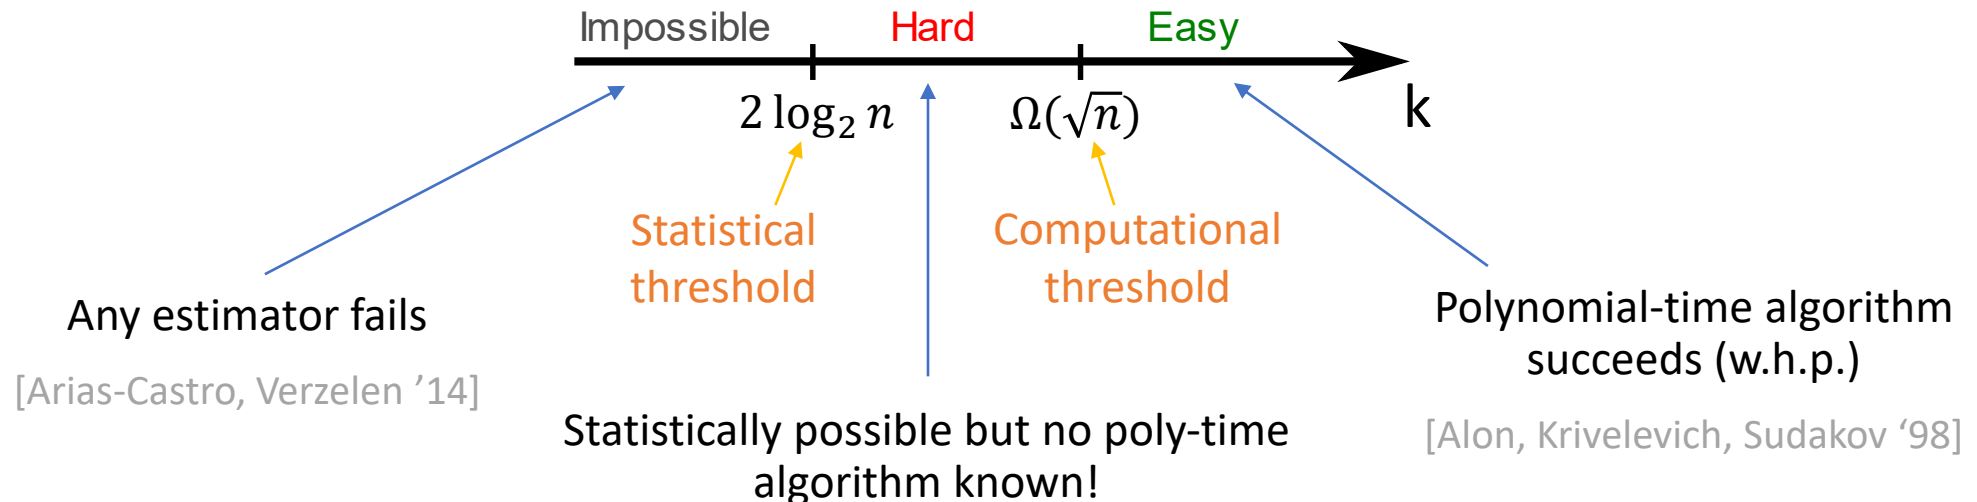 Impossible Hard Easy
2 log₂ n Ω(√n) k
Statistical
threshold
Computational
threshold
Any estimator fails
[Arias-Castro, Verzelen ’14]
Statistically possible but no poly-time
algorithm known!
Polynomial-time algorithm
succeeds (w.h.p.)
[Alon, Krivelevich, Sudakov ‘98]